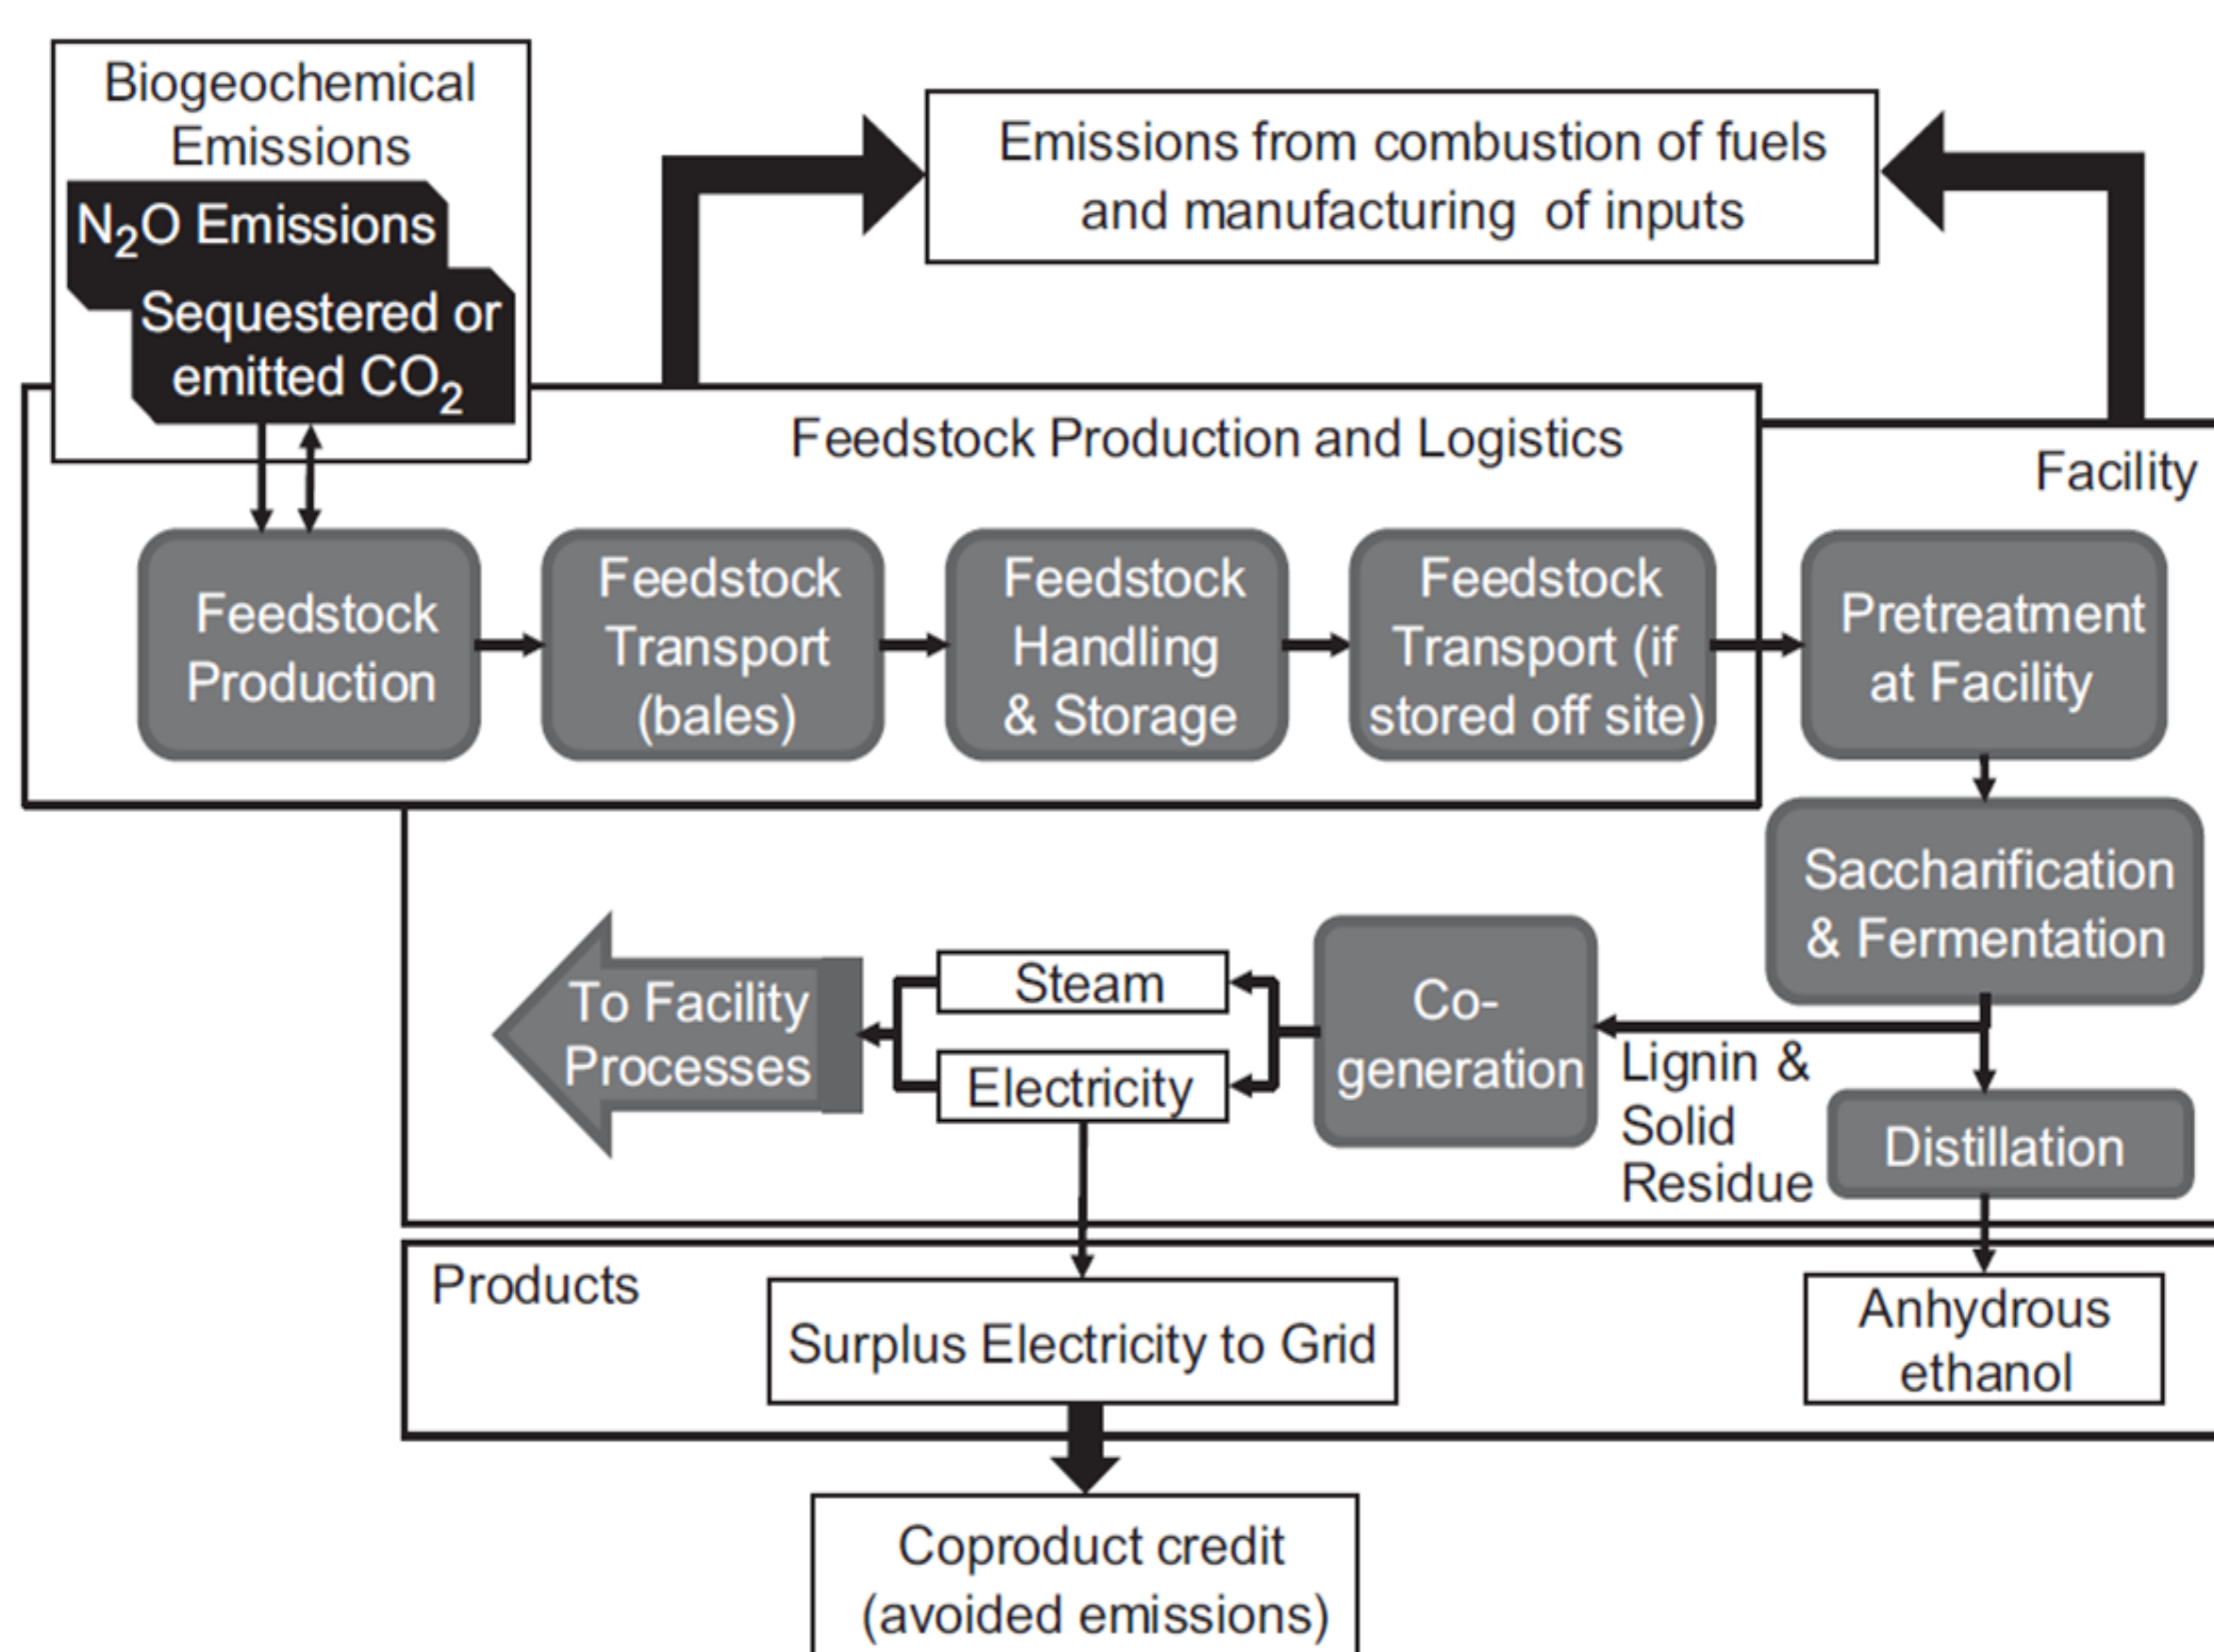 Biogeochemical
Emissions
N₂O Emissions
Sequestered or
emitted CO₂
Emissions from combustion of fuels
and manufacturing of inputs
Feedstock Production and Logistics
Facility
Feedstock
Production
Feedstock
Transport
(bales)
Feedstock
Handling
& Storage
Feedstock
Transport (if
stored off site)
Pretreatment
at Facility
Saccharification
& Fermentation
To Facility
Processes
Steam
Electricity
Co-
generation
Lignin &
Solid
Residue
Distillation
Products
Surplus Electricity to Grid
Anhydrous
ethanol
Coproduct credit
(avoided emissions)